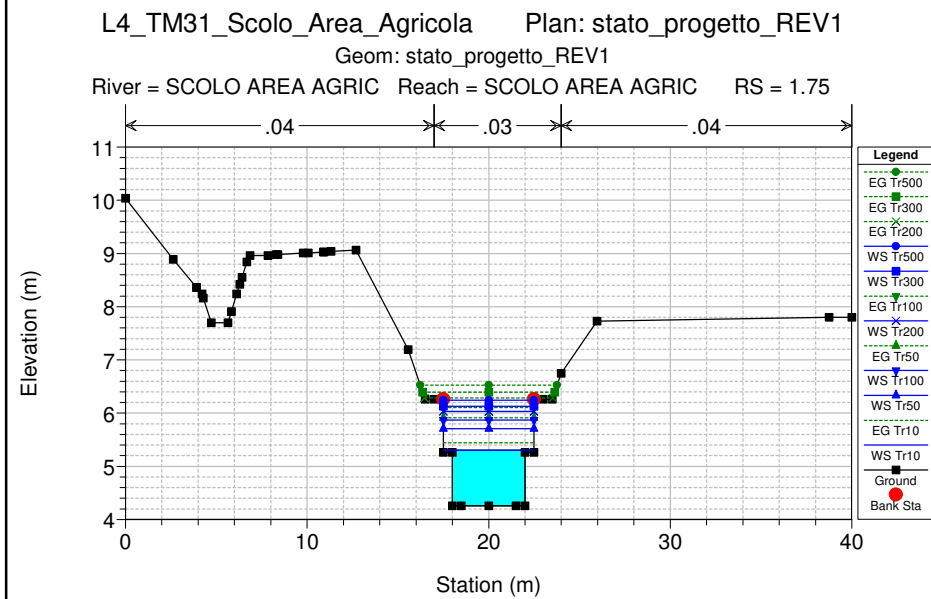 L4_TM31_Scolo_Area_Agricola Plan: stato_progetto_REV1
Geom: stato_progetto_REV1
River = SCOLO AREA AGRIC Reach = SCOLO AREA AGRIC RS = 1.75
.04 .03 .04
Legend
EG Tr500
EG Tr300
EG Tr200
WS Tr500
WS Tr300
EG Tr100
WS Tr200
EG Tr50
WS Tr100
WS Tr50
EG Tr10
WS Tr10
Ground
Bank Sta
11
10
9
8
7
6
5
4
Elevation (m)
0 10 20 30 40
Station (m)